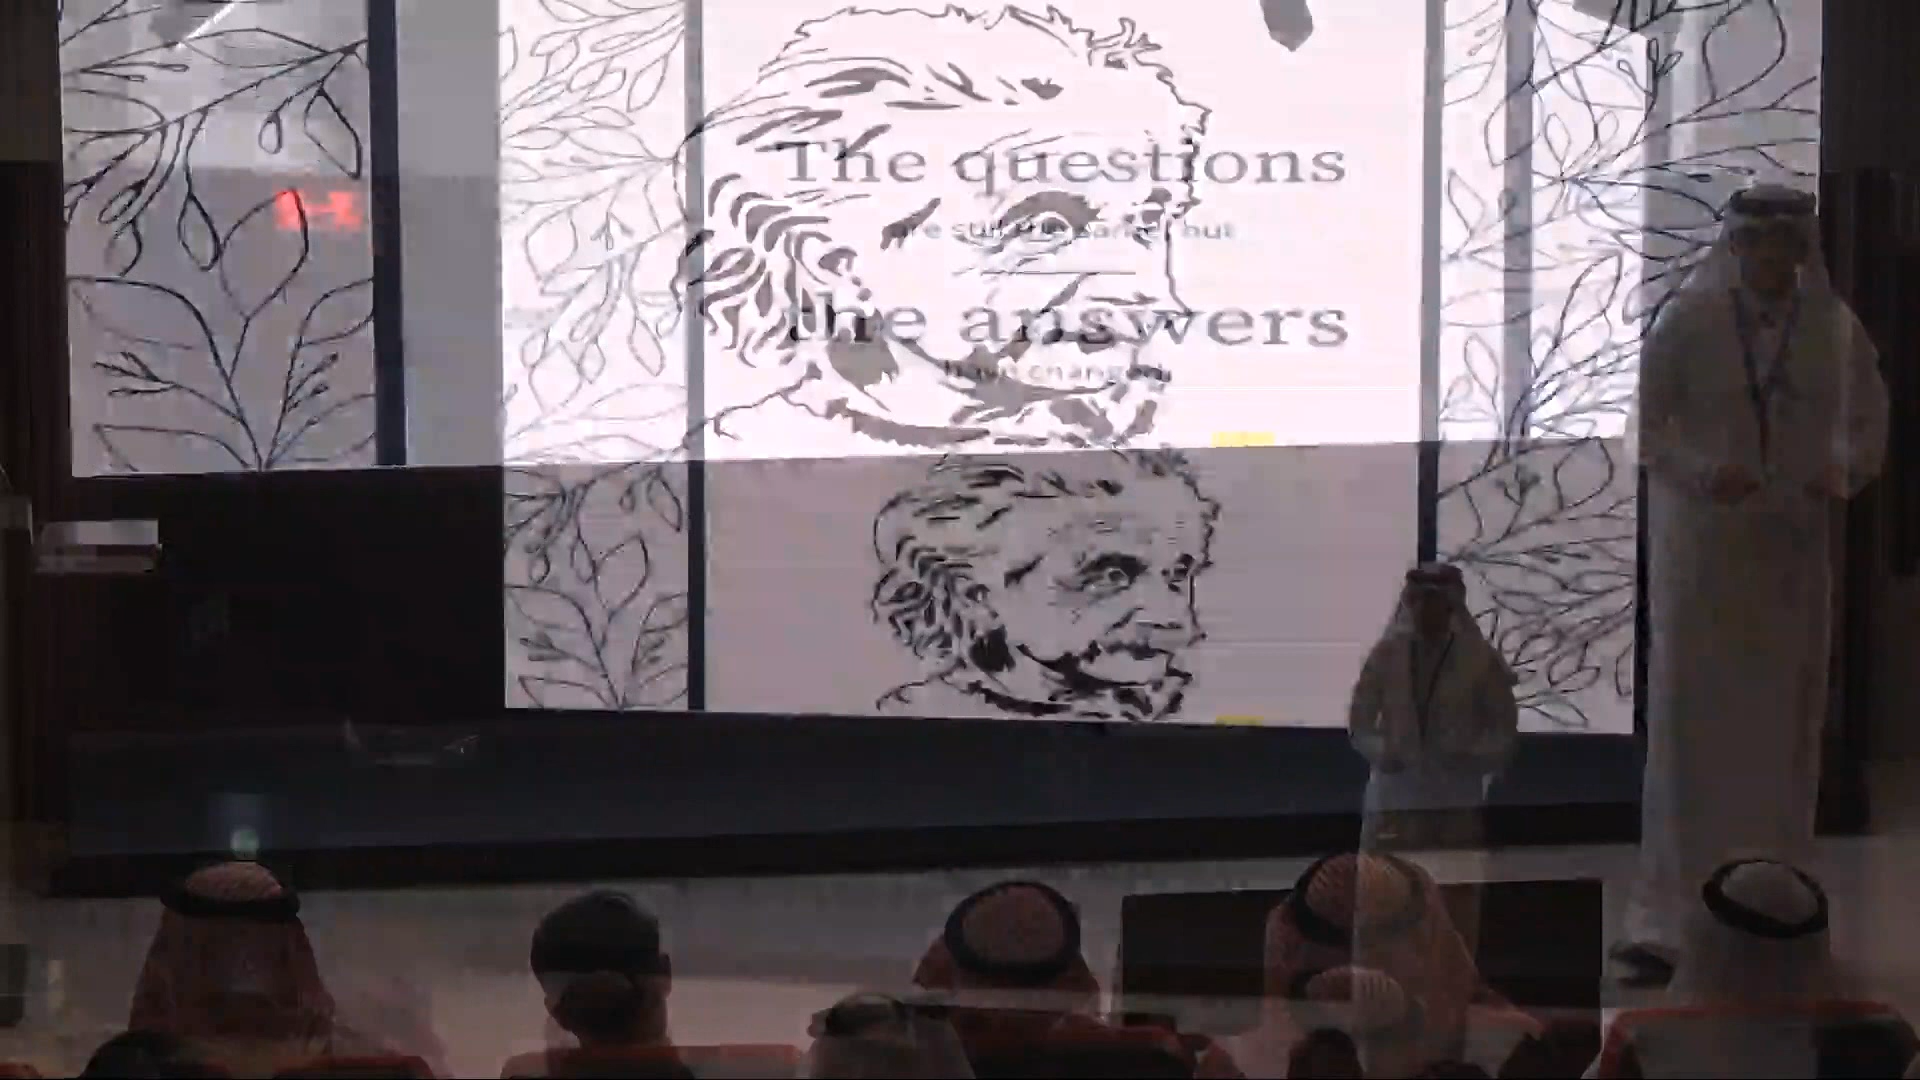 The questions
are still the same, but
the answers
have changed